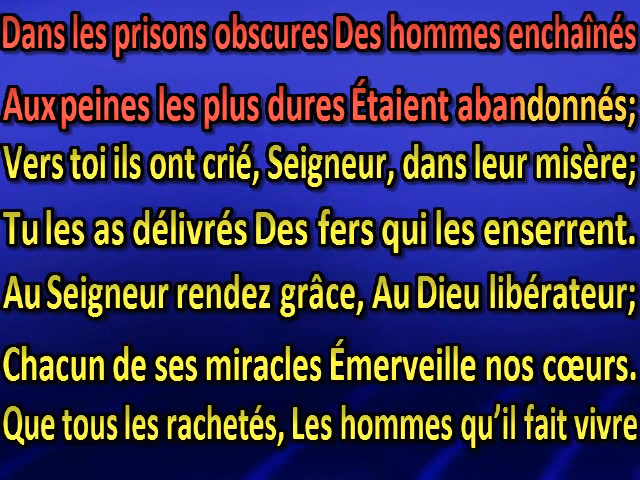 Dans les prisons obscures Des hommes enchaînés
Aux peines les plus dures Étaient abandonnés;
Vers toi ils ont crié, Seigneur, dans leur misère;
Tu les as délivrés Des fers qui les enserrent.
Au Seigneur rendez grâce, Au Dieu libérateur;
Chacun de ses miracles Émerveille nos cœurs.
Que tous les rachetés, Les hommes qu’il fait vivre